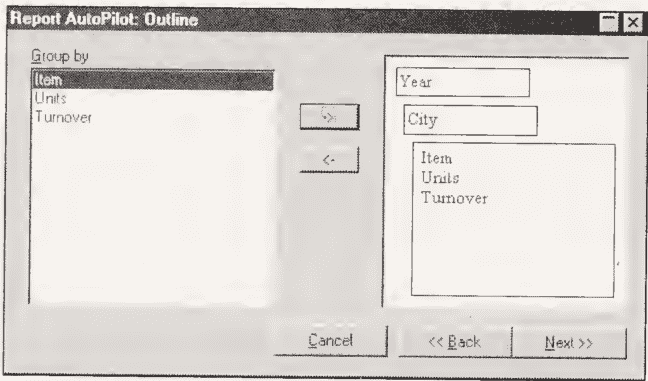 Report AutoPilot: Outline
Group by
Item
Units
Turnover
->
<-
Year
City
Item
Units
Turnover
Cancel
<< Back
Next >>